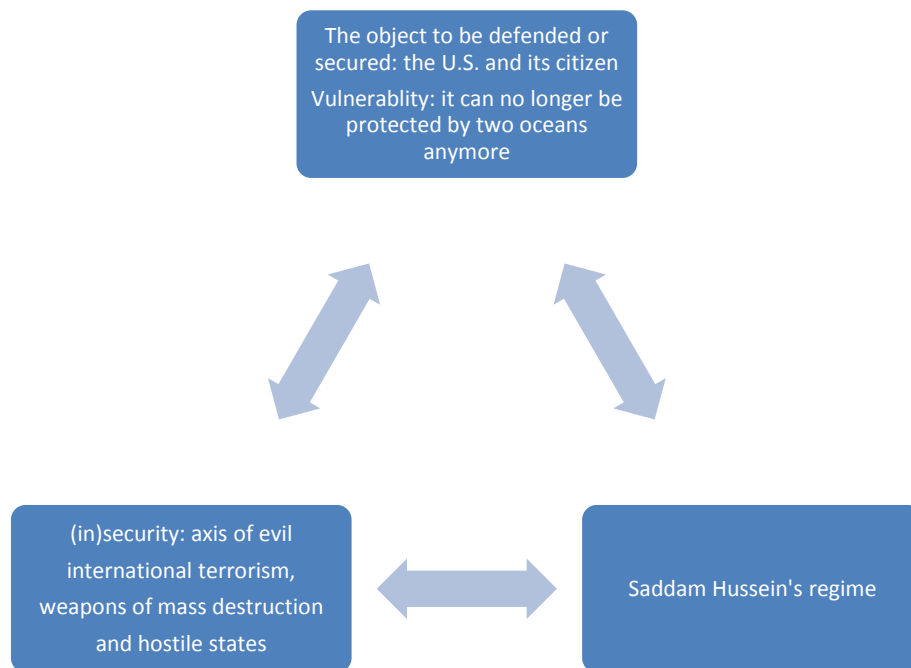 The object to be defended or
secured: the U.S. and its citizen
Vulnerablity: it can no longer be
protected by two oceans
anymore
(in)security: axis of evil
international terrorism,
weapons of mass destruction
and hostile states
Saddam Hussein's regime